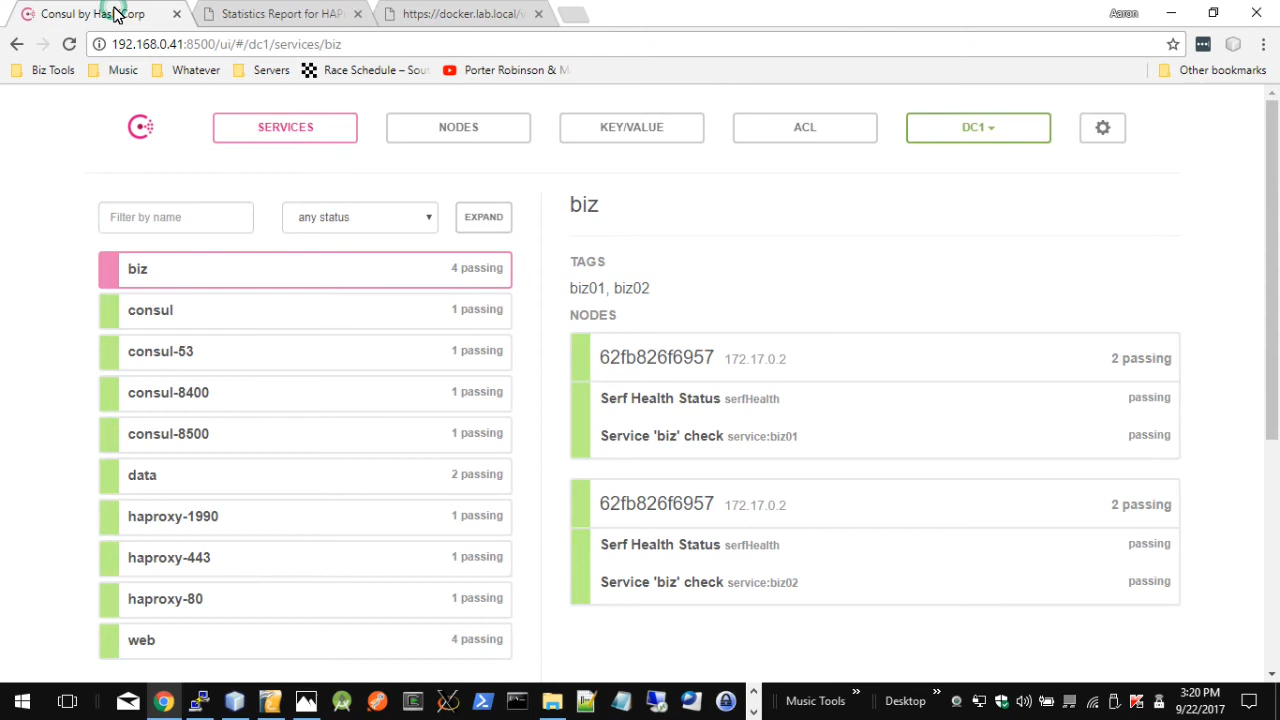 Consul by HashiCorp
Statistics Report for HAP
https://docker.lab.local/v
Aaron
192.168.0.41:8500/ui/#/dc1/services/biz
Biz Tools
Music
Whatever
Servers
Race Schedule – Sou
Porter Robinson & M
Other bookmarks
SERVICES
NODES
KEY/VALUE
ACL
DC1
Filter by name
any status
EXPAND
biz 4 passing
consul 1 passing
consul-53 1 passing
consul-8400 1 passing
consul-8500 1 passing
data 2 passing
haproxy-1990 1 passing
haproxy-443 1 passing
haproxy-80 1 passing
web 4 passing
biz
TAGS
biz01, biz02
NODES
62fb826f6957 172.17.0.2 2 passing
Serf Health Status serfHealth passing
Service 'biz' check service:biz01 passing
62fb826f6957 172.17.0.2 2 passing
Serf Health Status serfHealth passing
Service 'biz' check service:biz02 passing
Music Tools
Desktop
3:20 PM
9/22/2017